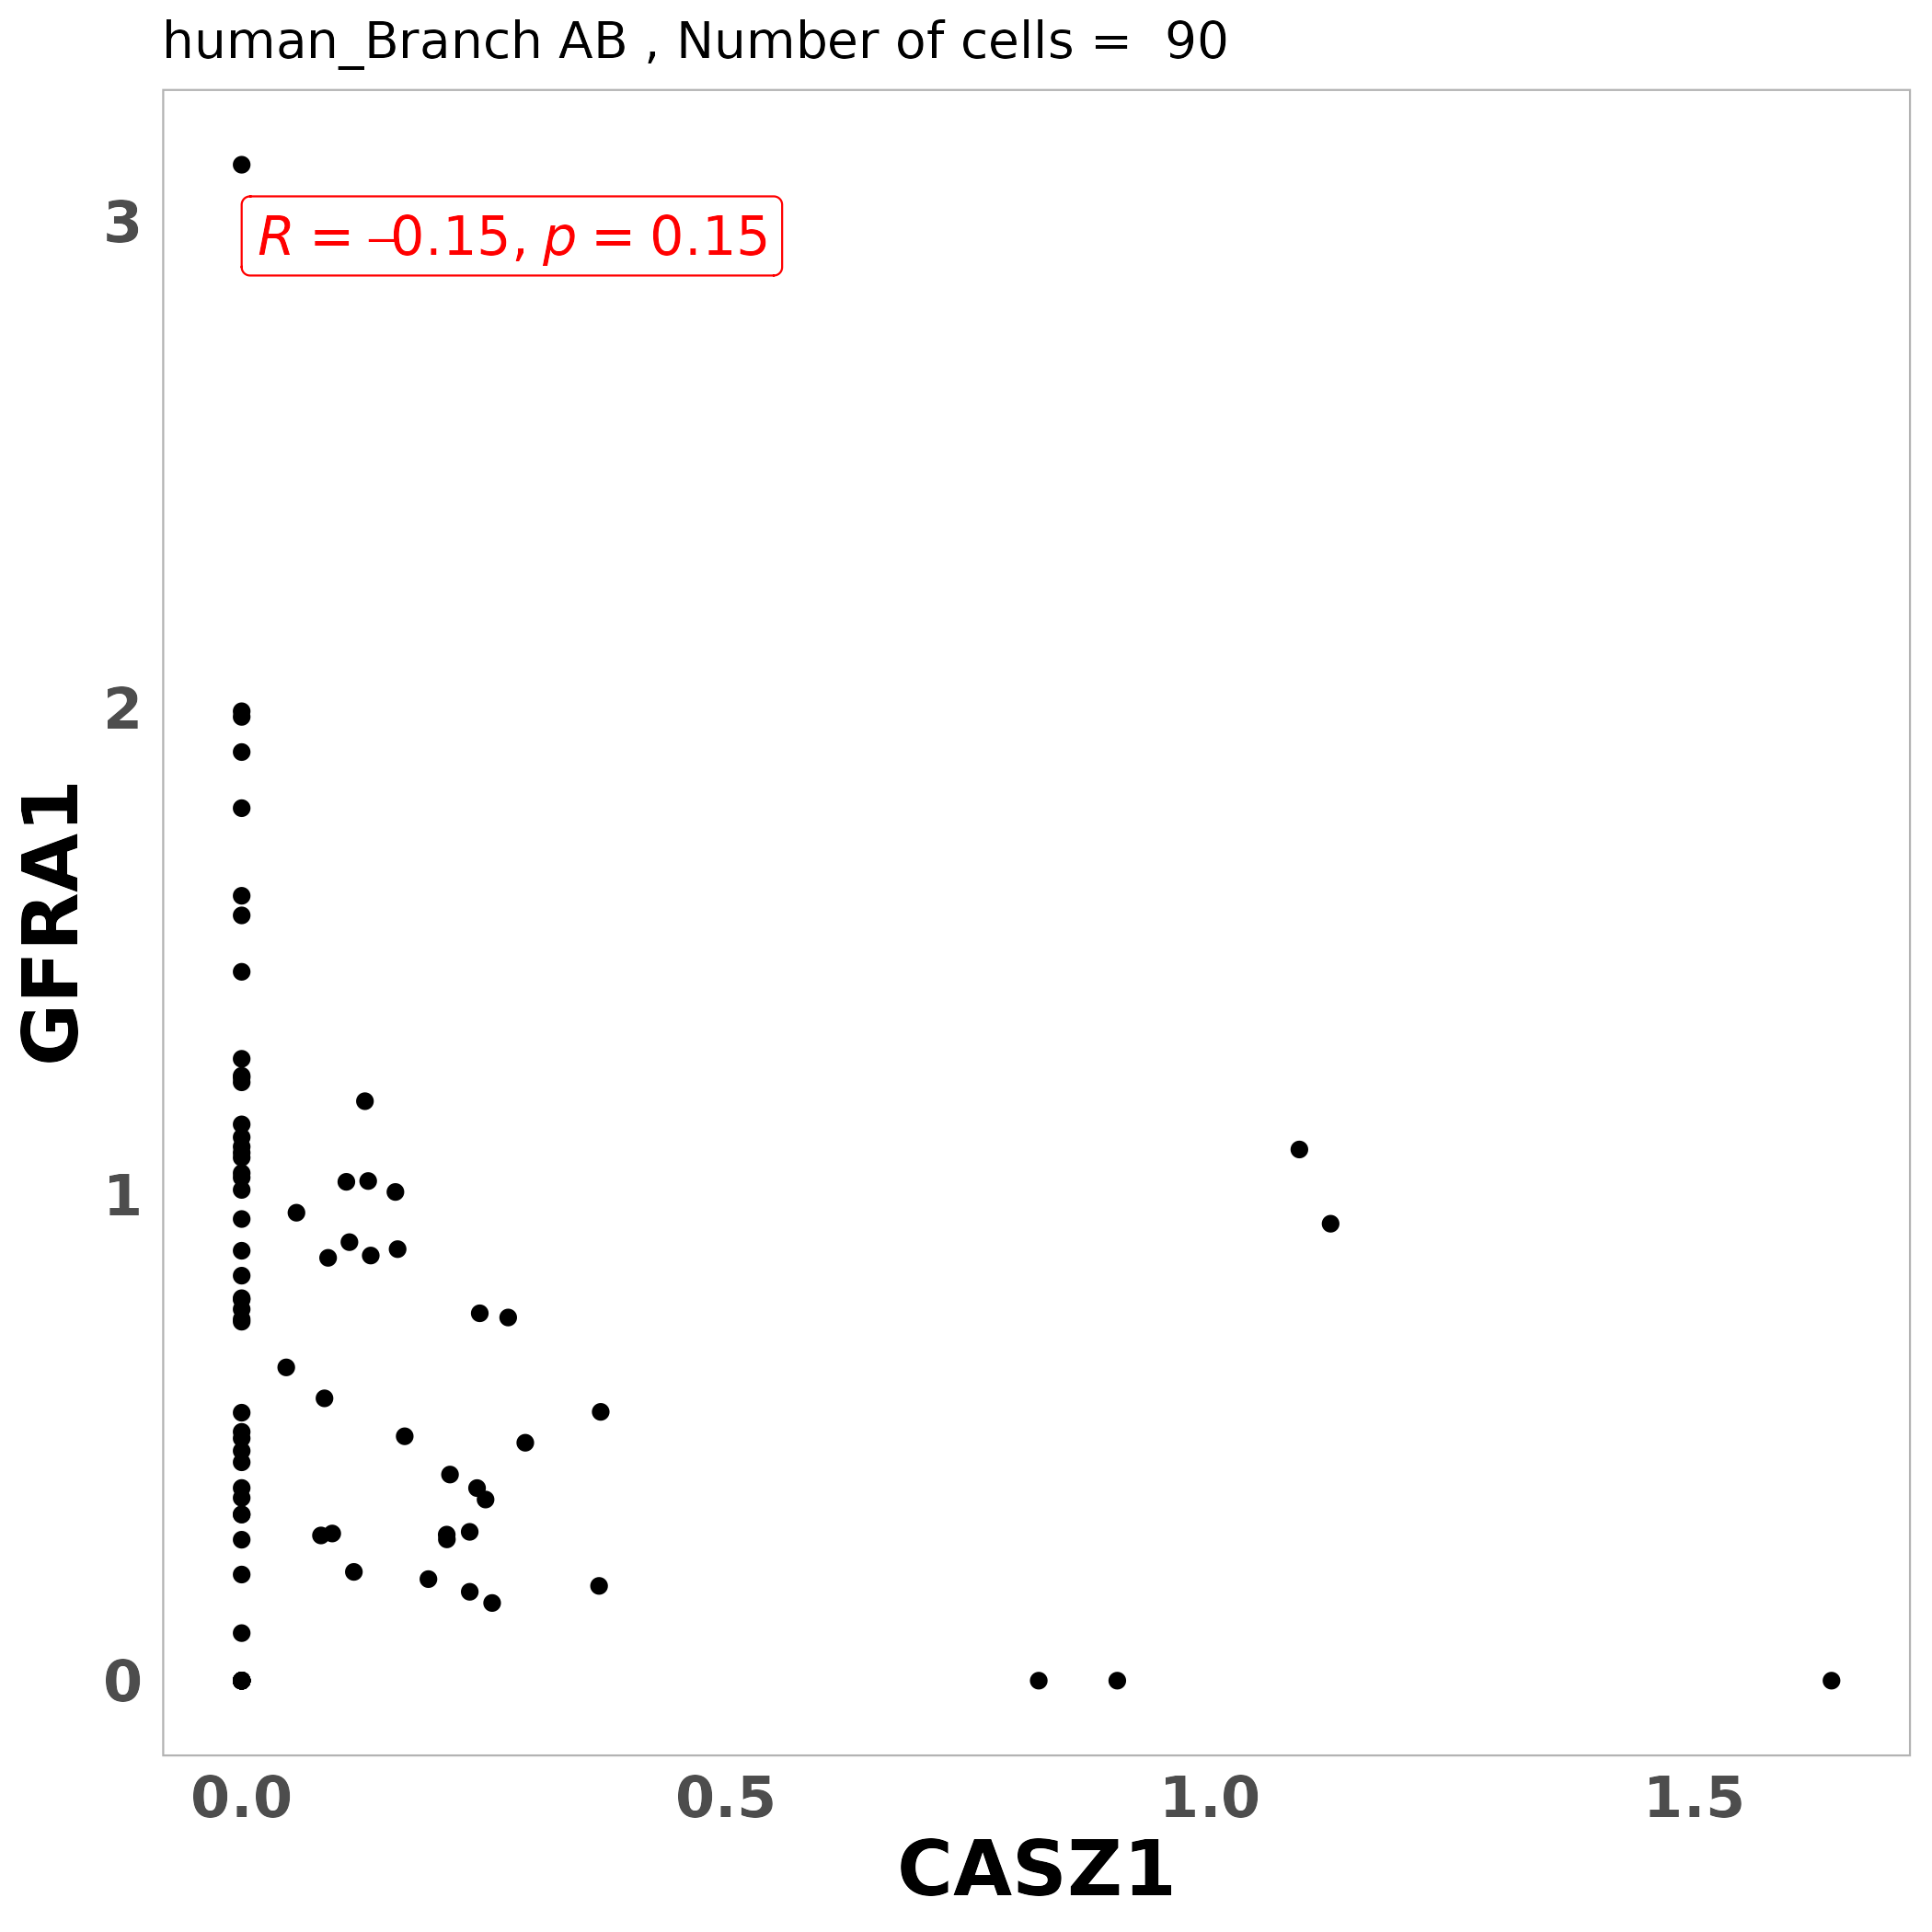 human_Branch AB , Number of cells =  90
R = –0.15, p = 0.15
3
2
1
0
GFRA1
0.0 0.5 1.0 1.5
CASZ1